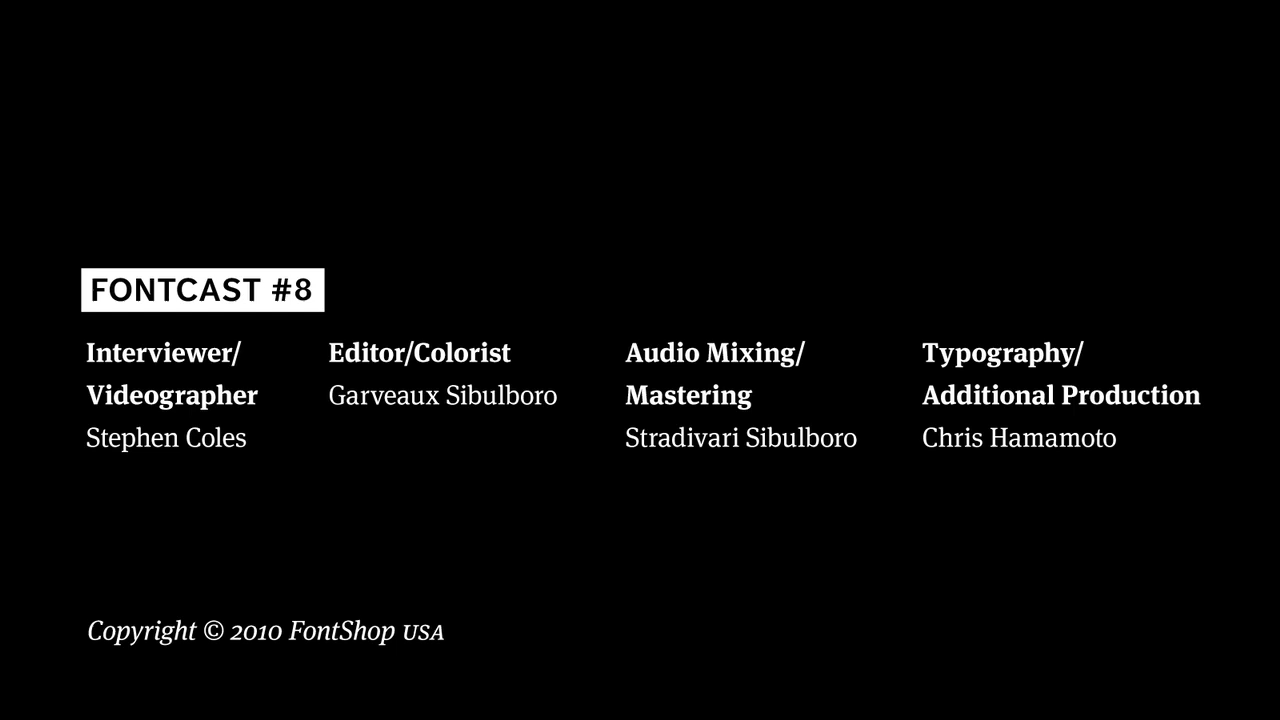 FONTCAST #8
Interviewer/
Videographer
Stephen Coles
Editor/Colorist
Garveaux Sibulboro
Audio Mixing/
Mastering
Stradivari Sibulboro
Typography/
Additional Production
Chris Hamamoto
Copyright © 2010 FontShop USA